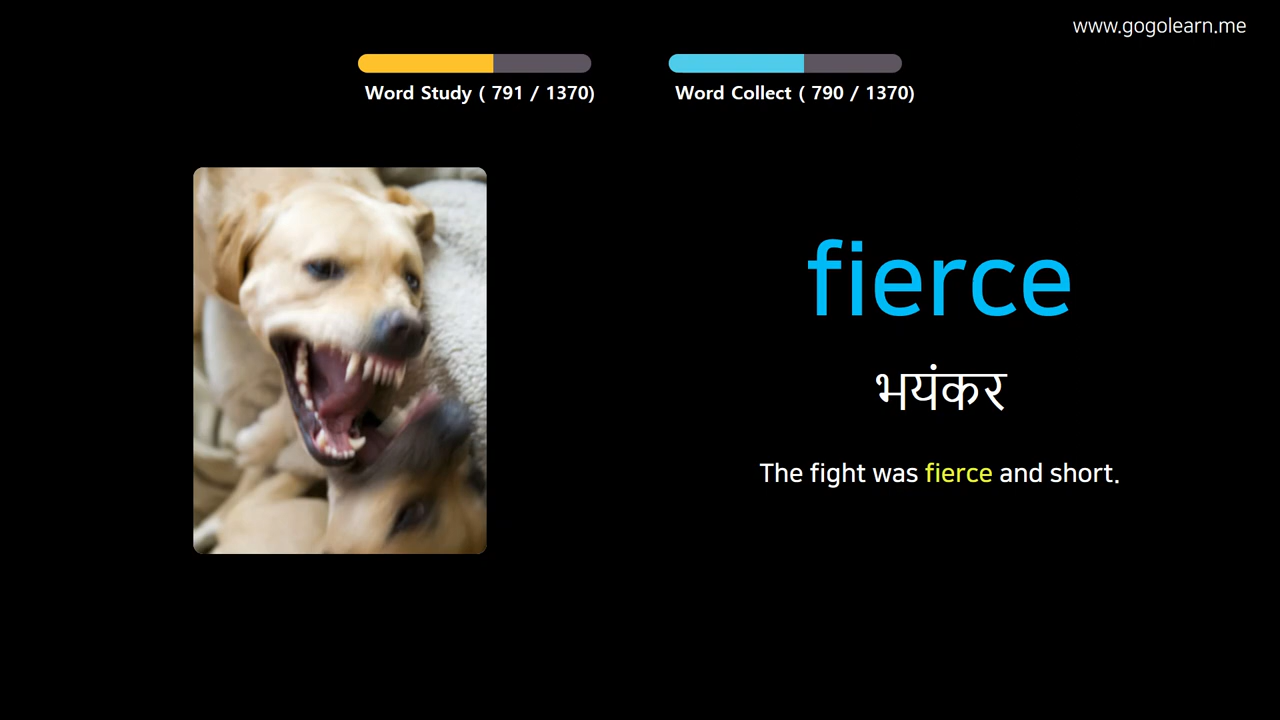 www.gogolearn.me
Word Study ( 791 / 1370)
Word Collect ( 790 / 1370)
fierce
भयंकर
The fight was fierce and short.